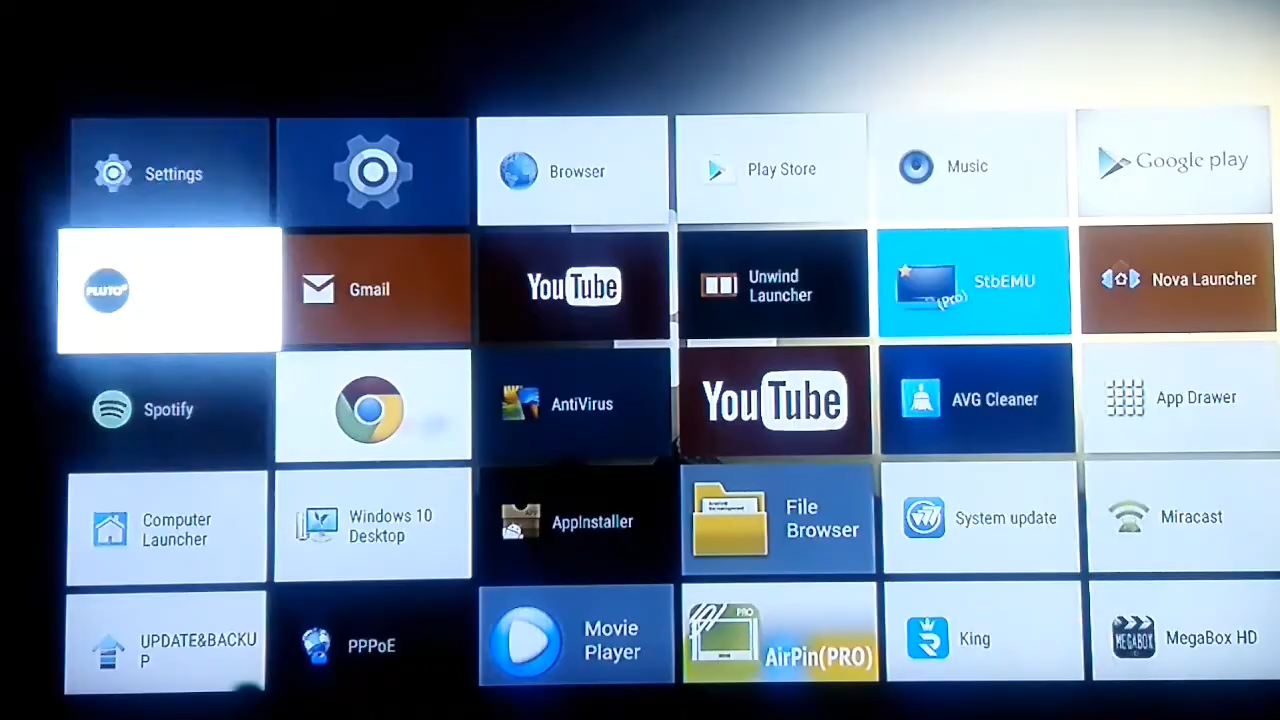 Settings
Browser
Play Store
Music
Google play
PLUTO
Gmail
YouTube
Unwind
Launcher
(Pro)
StbEMU
Nova Launcher
Spotify
AntiVirus
YouTube
AVG Cleaner
App Drawer
Computer
Launcher
Windows 10
Desktop
AppInstaller
File
Browser
System update
Miracast
UPDATE&BACKU
P
PPPoE
Movie
Player
PRO
AirPin(PRO)
King
MEGABOX
MegaBox HD